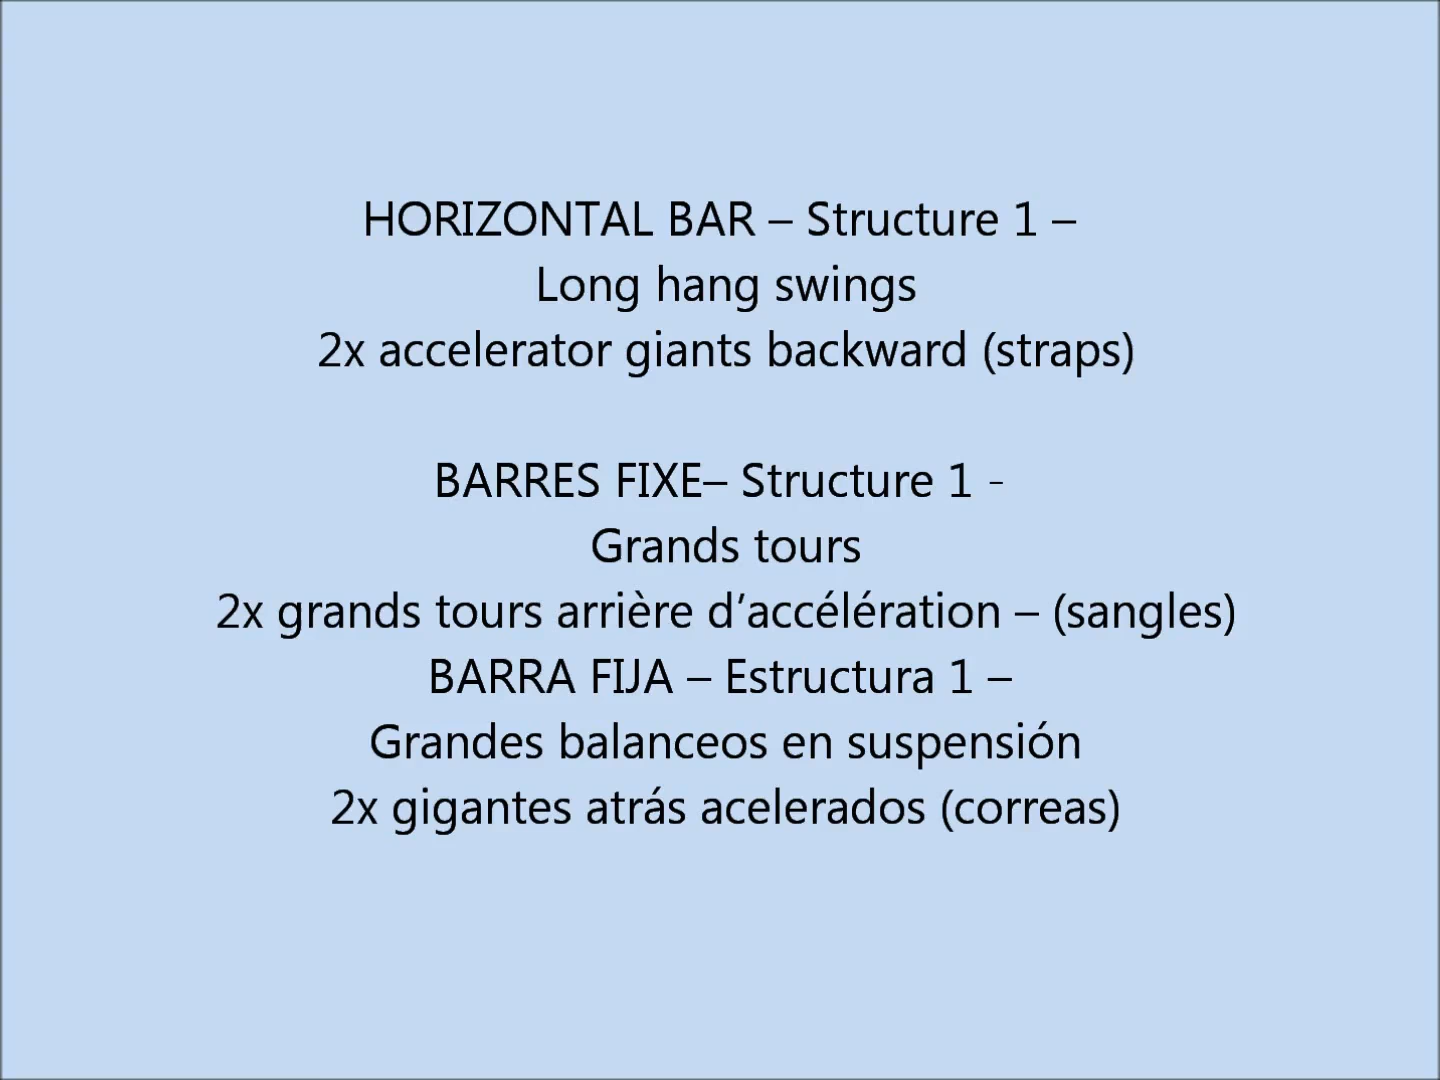 HORIZONTAL BAR – Structure 1 –
Long hang swings
2x accelerator giants backward (straps)
BARRES FIXE– Structure 1 -
Grands tours
2x grands tours arrière d’accélération – (sangles)
BARRA FIJA – Estructura 1 –
Grandes balanceos en suspensión
2x gigantes atrás acelerados (correas)